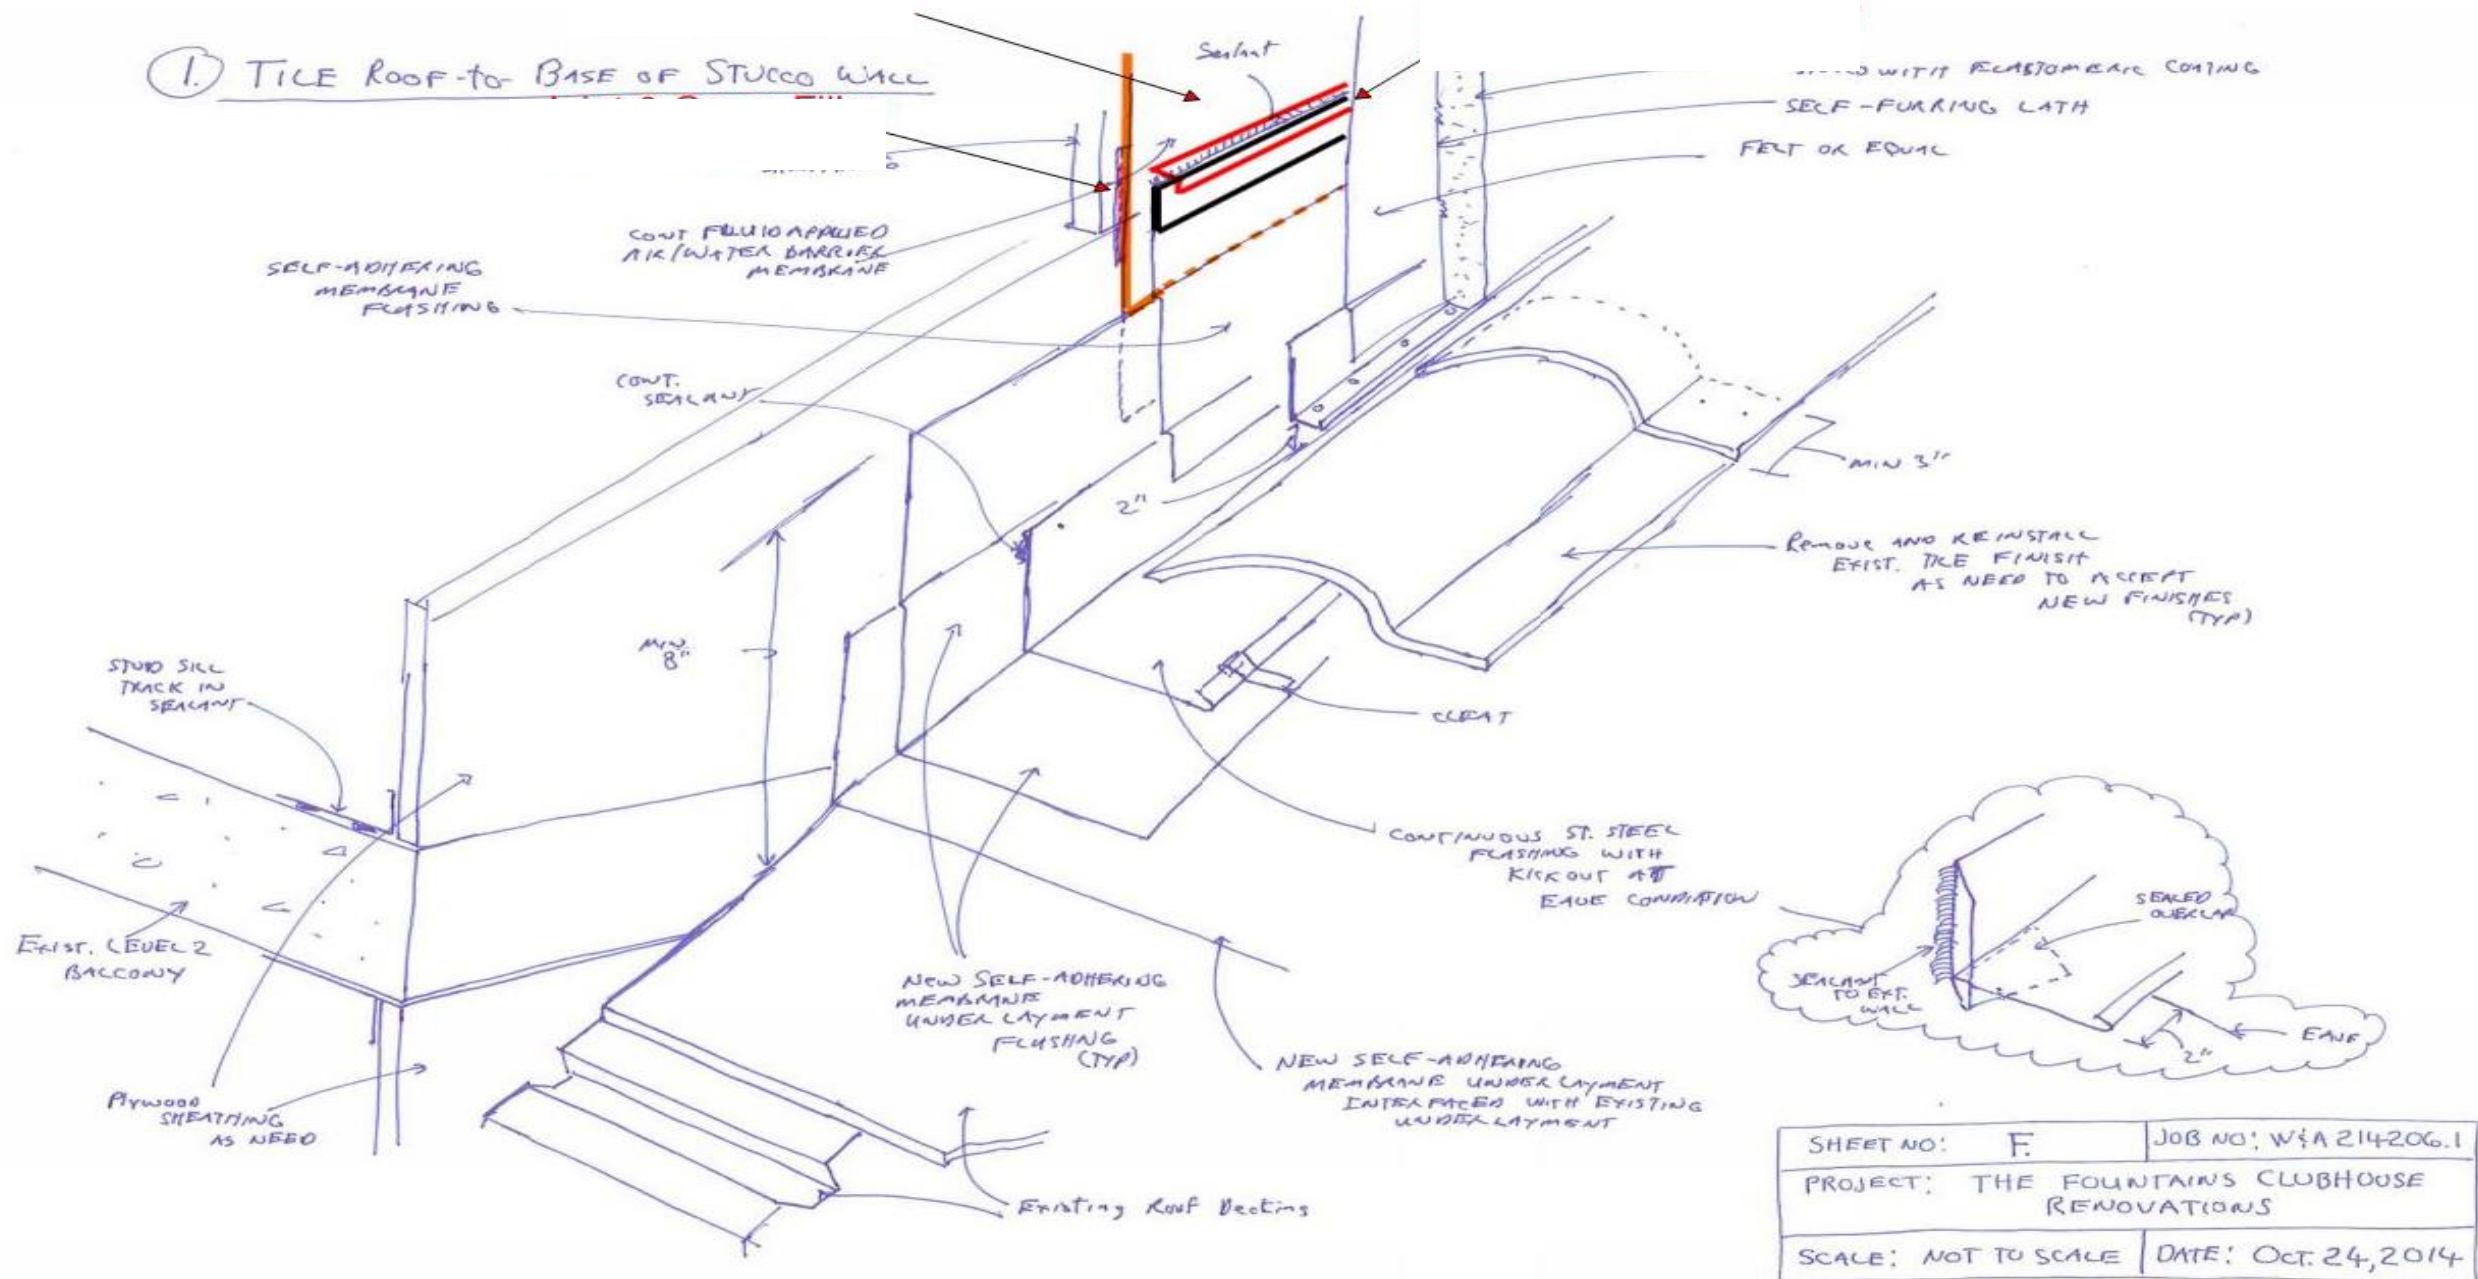 1. TILE ROOF-to- BASE OF STUCCO WALL
Sealant
WITH ELASTOMERIC COATING
SELF-FURRING LATH
FELT OR EQUAL
CONT FLUID APPLIED
AIR/WATER BARRIER
MEMBRANE
SELF-ADHERING
MEMBRANE
FLASHING
CONT.
SEALANT
2"
MIN 3"
Remove AND REINSTALL
EXIST. TILE FINISH
AS NEED TO ACCEPT
NEW FINISHES
(TYP)
MIN.
8"
STUD SILL
TRACK IN
SEALANT
CLEAT
CONTINUOUS ST. STEEL
FLASHING WITH
KICKOUT AT
EAVE CONDITION
SEALED
OVERLAP
SEALANT
TO EXT.
WALL
EAVE
2"
EXIST. LEVEL 2
BALCONY
NEW SELF-ADHERING
MEMBRANE
UNDERLAYMENT
FLASHING
(TYP)
NEW SELF-ADHERING
MEMBRANE UNDERLAYMENT
INTERFACED WITH EXISTING
UNDERLAYMENT
Plywood
SHEATHING
AS NEED
Existing Roof Decking
SHEET NO: F.
JOB NO: W&A 214206.1
PROJECT: THE FOUNTAINS CLUBHOUSE
RENOVATIONS
SCALE: NOT TO SCALE
DATE: OCT. 24, 2014